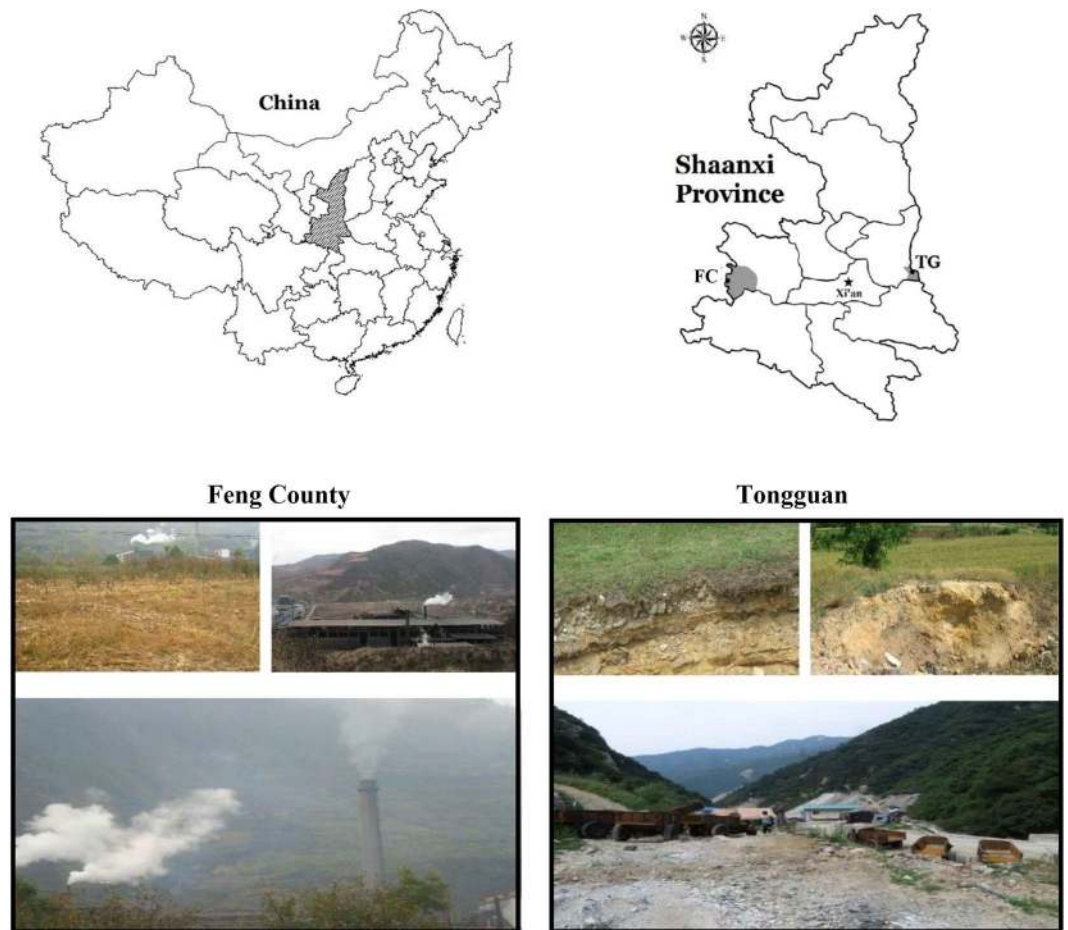 China
N
W
E
S
Shaanxi
Province
FC
TG
Xi'an
Feng County
Tongguan